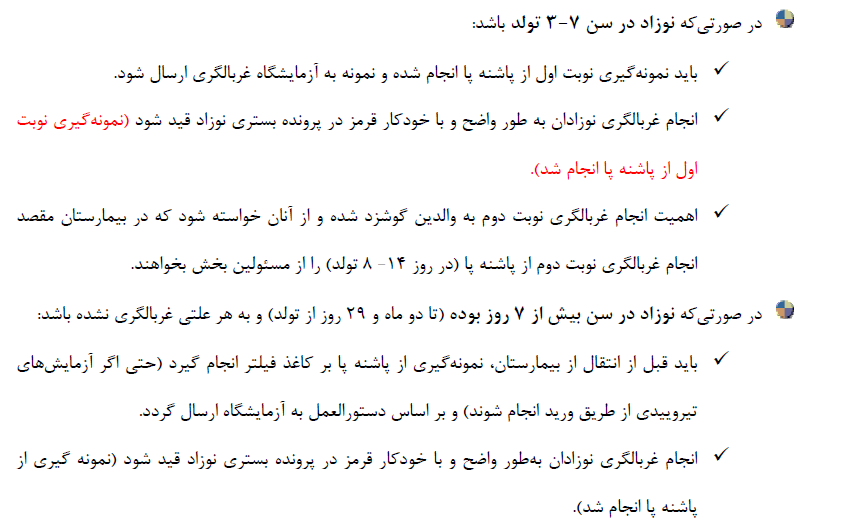 در صورتی‌که نوزاد در سن ۷-۳ تولد باشد:
باید نمونه‌گیری نوبت اول از پاشنه پا انجام شده و نمونه به آزمایشگاه غربالگری ارسال شود.
انجام غربالگری نوزادان به طور واضح و با خودکار قرمز در پرونده بستری نوزاد قید شود (نمونه‌گیری نوبت
اول از پاشنه پا انجام شد).
اهمیت انجام غربالگری نوبت دوم به والدین گوشزد شده و از آنان خواسته شود که در بیمارستان مقصد
انجام غربالگری نوبت دوم از پاشنه پا (در روز ۱۴- ۸ تولد) را از مسئولین بخش بخواهند.
در صورتی‌که نوزاد در سن بیش از ۷ روز بوده (تا دو ماه و ۲۹ روز از تولد) و به هر علتی غربالگری نشده باشد:
باید قبل از انتقال از بیمارستان، نمونه‌گیری از پاشنه پا بر کاغذ فیلتر انجام گیرد (حتی اگر آزمایش‌های
تیروییدی از طریق ورید انجام شوند) و بر اساس دستورالعمل به آزمایشگاه ارسال گردد.
انجام غربالگری نوزادان به‌طور واضح و با خودکار قرمز در پرونده بستری نوزاد قید شود (نمونه گیری از
پاشنه پا انجام شد).